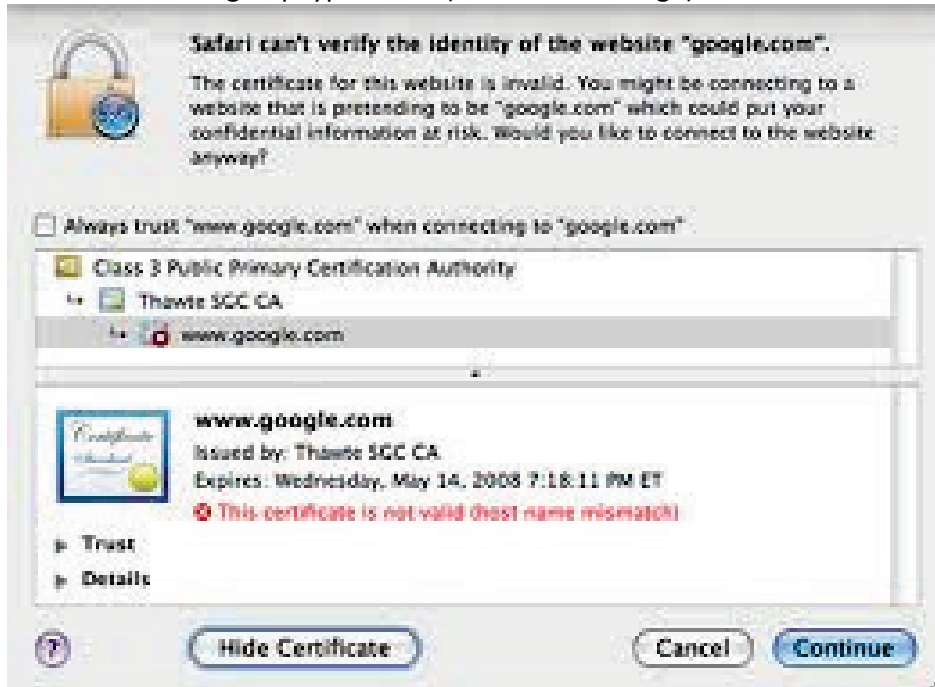 Safari can't verify the identity of the website "google.com".
The certificate for this website is invalid. You might be connecting to a
website that is pretending to be "google.com" which could put your
confidential information at risk. Would you like to connect to the website
anyway?
Always trust "www.google.com" when connecting to "google.com"
Class 3 Public Primary Certification Authority
Thawte SGC CA
www.google.com
Certificate
www.google.com
Issued by: Thawte SGC CA
Expires: Wednesday, May 14, 2008 7:18:11 PM ET
This certificate is not valid (host name mismatch)
Trust
Details
? Hide Certificate Cancel Continue